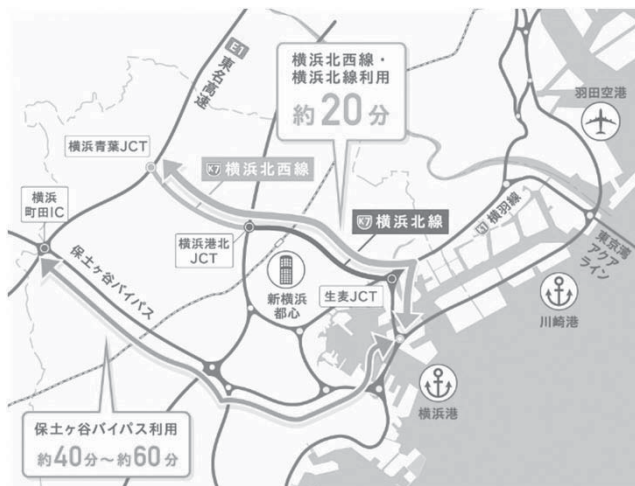 E1
東名高速
横浜北西線・
横浜北線利用
約20分
羽田空港
横浜青葉JCT
K7 横浜北西線
横浜
町田IC
K7 横浜北線
K1 横羽線
横浜港北
JCT
保土ヶ谷バイパス
新横浜
都心
生麦JCT
東京湾
アクア
ライン
川崎港
横浜港
保土ヶ谷バイパス利用
約40分～約60分